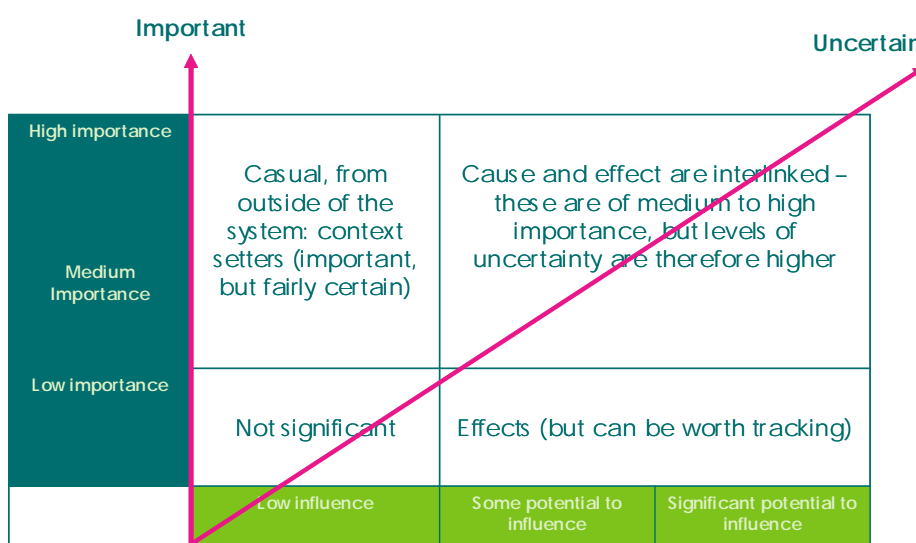 Important
Uncertain
High importance
Medium
Importance
Low importance
Casual, from
outside of the
system: context
setters (important,
but fairly certain)
Cause and effect are interlinked –
these are of medium to high
importance, but levels of
uncertainty are therefore higher
Not significant
Effects (but can be worth tracking)
Low influence
Some potential to
influence
Significant potential to
influence